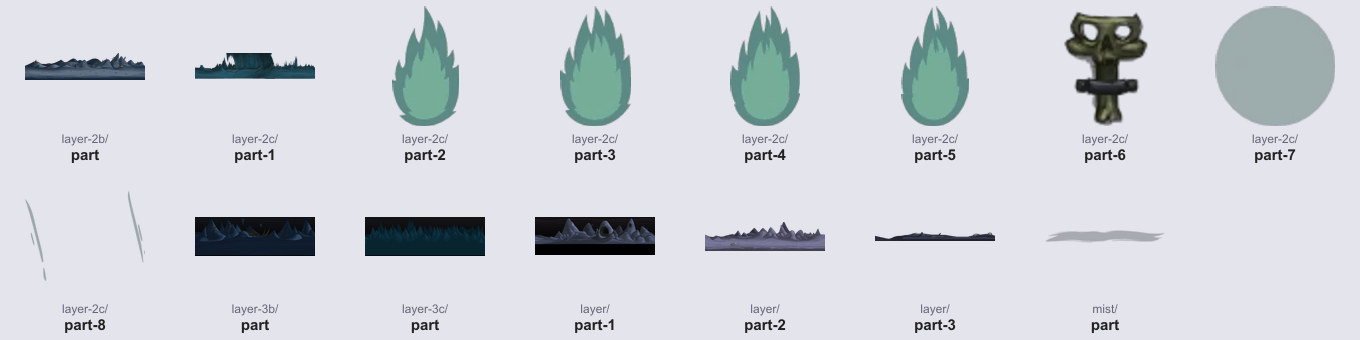 layer-2b/ layer-2c/ layer-2c/ layer-2c/ layer-2c/ layer-2c/ layer-2c/ layer-2c/
part part-1 part-2 part-3 part-4 part-5 part-6 part-7
layer-2c/ layer-3b/ layer-3c/ layer/ layer/ layer/ mist/
part-8 part part part-1 part-2 part-3 part